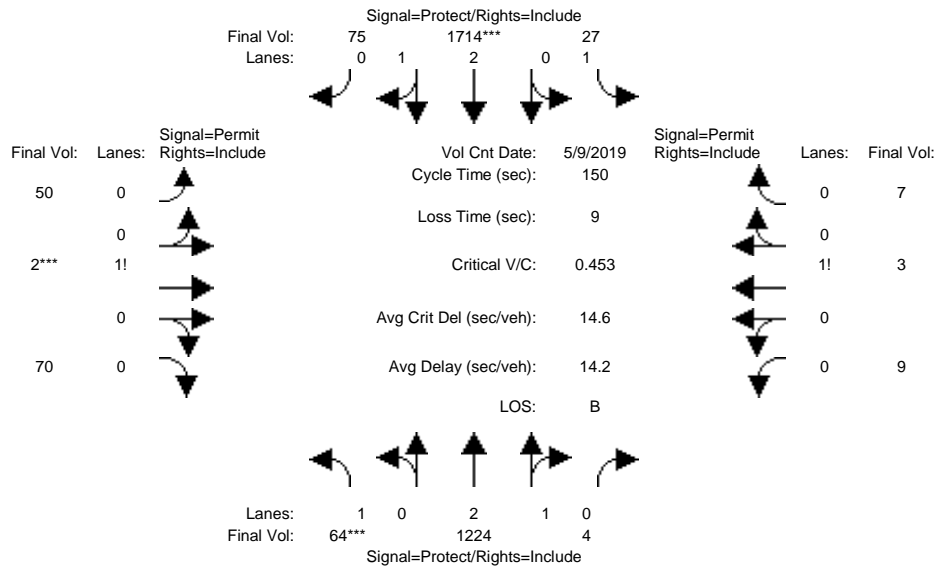 Signal=Protect/Rights=Include
Final Vol: 75 1714*** 27
Lanes: 0 1 2 0 1
Signal=Permit Signal=Permit
Final Vol: Lanes: Rights=Include Vol Cnt Date: 5/9/2019 Rights=Include Lanes: Final Vol:
Cycle Time (sec): 150
50 0 0 7
Loss Time (sec): 9
0 0
2*** 1! Critical V/C: 0.453 1! 3
0 Avg Crit Del (sec/veh): 14.6 0
70 0 Avg Delay (sec/veh): 14.2 0 9
LOS: B
Lanes: 1 0 2 1 0
Final Vol: 64*** 1224 4
Signal=Protect/Rights=Include